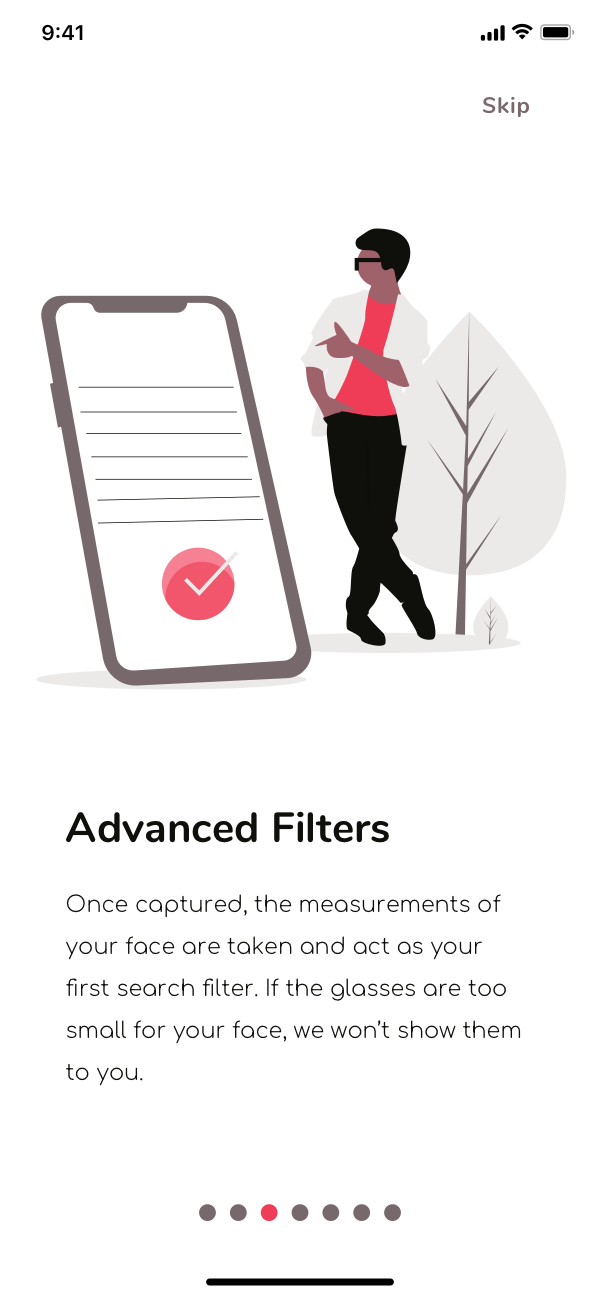 9:41
Skip
Advanced Filters
Once captured, the measurements of
your face are taken and act as your
first search filter. If the glasses are too
small for your face, we won't show them
to you.